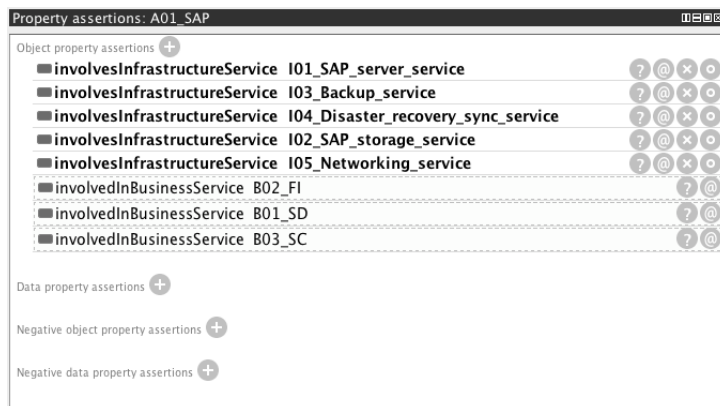 Property assertions: A01_SAP
Object property assertions
involvesInfrastructureService I01_SAP_server_service
involvesInfrastructureService I03_Backup_service
involvesInfrastructureService I04_Disaster_recovery_sync_service
involvesInfrastructureService I02_SAP_storage_service
involvesInfrastructureService I05_Networking_service
involvedInBusinessService B02_FI
involvedInBusinessService B01_SD
involvedInBusinessService B03_SC
Data property assertions
Negative object property assertions
Negative data property assertions